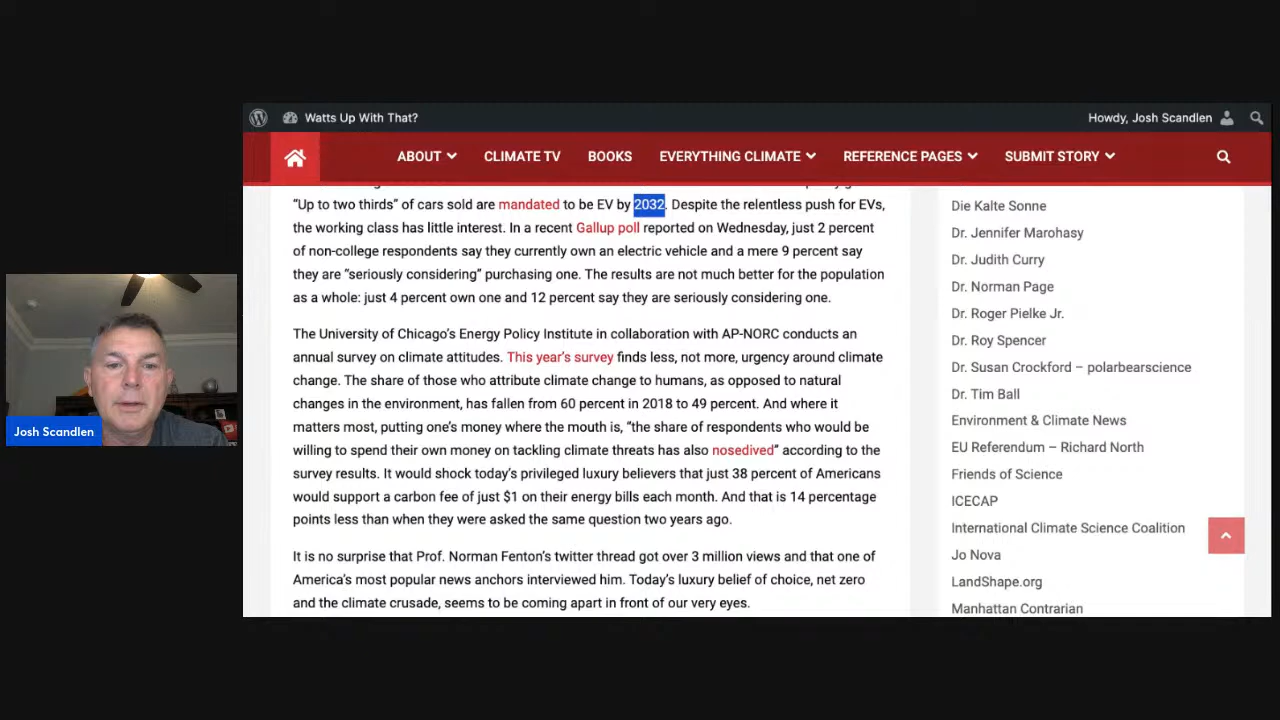 Watts Up With That?
Howdy, Josh Scandlen
ABOUT
CLIMATE TV
BOOKS
EVERYTHING CLIMATE
REFERENCE PAGES
SUBMIT STORY
“Up to two thirds” of cars sold are mandated to be EV by 2032. Despite the relentless push for EVs,
the working class has little interest. In a recent Gallup poll reported on Wednesday, just 2 percent
of non-college respondents say they currently own an electric vehicle and a mere 9 percent say
they are “seriously considering” purchasing one. The results are not much better for the population
as a whole: just 4 percent own one and 12 percent say they are seriously considering one.
The University of Chicago’s Energy Policy Institute in collaboration with AP-NORC conducts an
annual survey on climate attitudes. This year’s survey finds less, not more, urgency around climate
change. The share of those who attribute climate change to humans, as opposed to natural
changes in the environment, has fallen from 60 percent in 2018 to 49 percent. And where it
matters most, putting one’s money where the mouth is, “the share of respondents who would be
willing to spend their own money on tackling climate threats has also nosedived” according to the
survey results. It would shock today’s privileged luxury believers that just 38 percent of Americans
would support a carbon fee of just $1 on their energy bills each month. And that is 14 percentage
points less than when they were asked the same question two years ago.
It is no surprise that Prof. Norman Fenton’s twitter thread got over 3 million views and that one of
America’s most popular news anchors interviewed him. Today’s luxury belief of choice, net zero
and the climate crusade, seems to be coming apart in front of our very eyes.
Die Kalte Sonne
Dr. Jennifer Marohasy
Dr. Judith Curry
Dr. Norman Page
Dr. Roger Pielke Jr.
Dr. Roy Spencer
Dr. Susan Crockford – polarbearscience
Dr. Tim Ball
Environment & Climate News
EU Referendum – Richard North
Friends of Science
ICECAP
International Climate Science Coalition
Jo Nova
LandShape.org
Manhattan Contrarian
Josh Scandlen